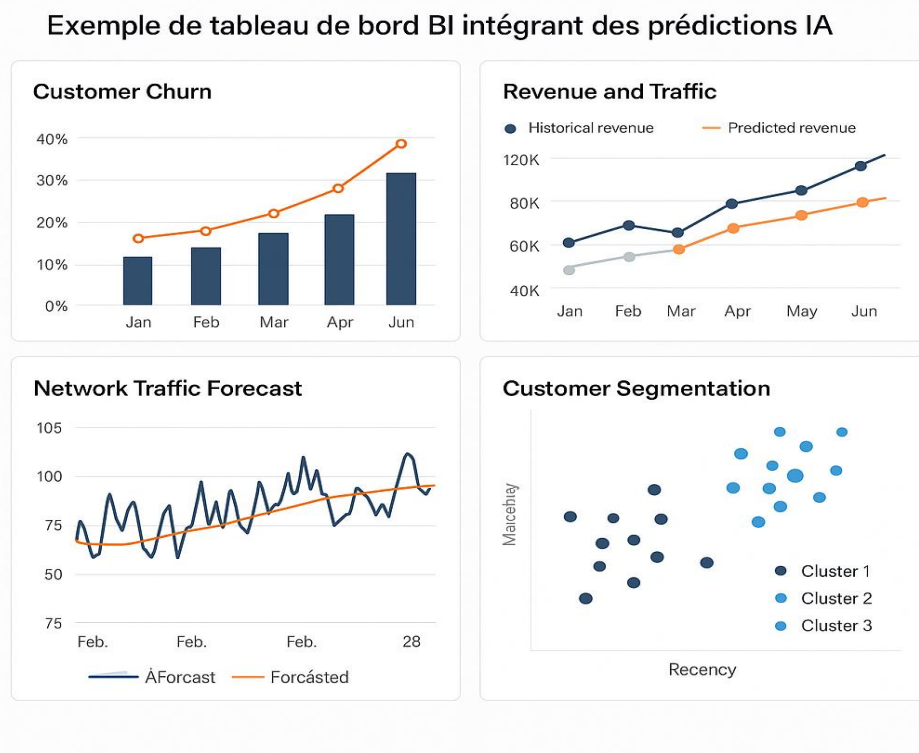 Exemple de tableau de bord BI intégrant des prédictions IA
Customer Churn
40%
30%
20%
10%
0%
Jan Feb Mar Apr Jun
Revenue and Traffic
Historical revenue Predicted revenue
120K
80K
60K
40K
Jan Feb Mar Apr May Jun
Network Traffic Forecast
105
100
75
50
75
Feb. Feb. Feb. 28
ÀForcast Forcásted
Customer Segmentation
Cluster 1
Cluster 2
Cluster 3
Recency